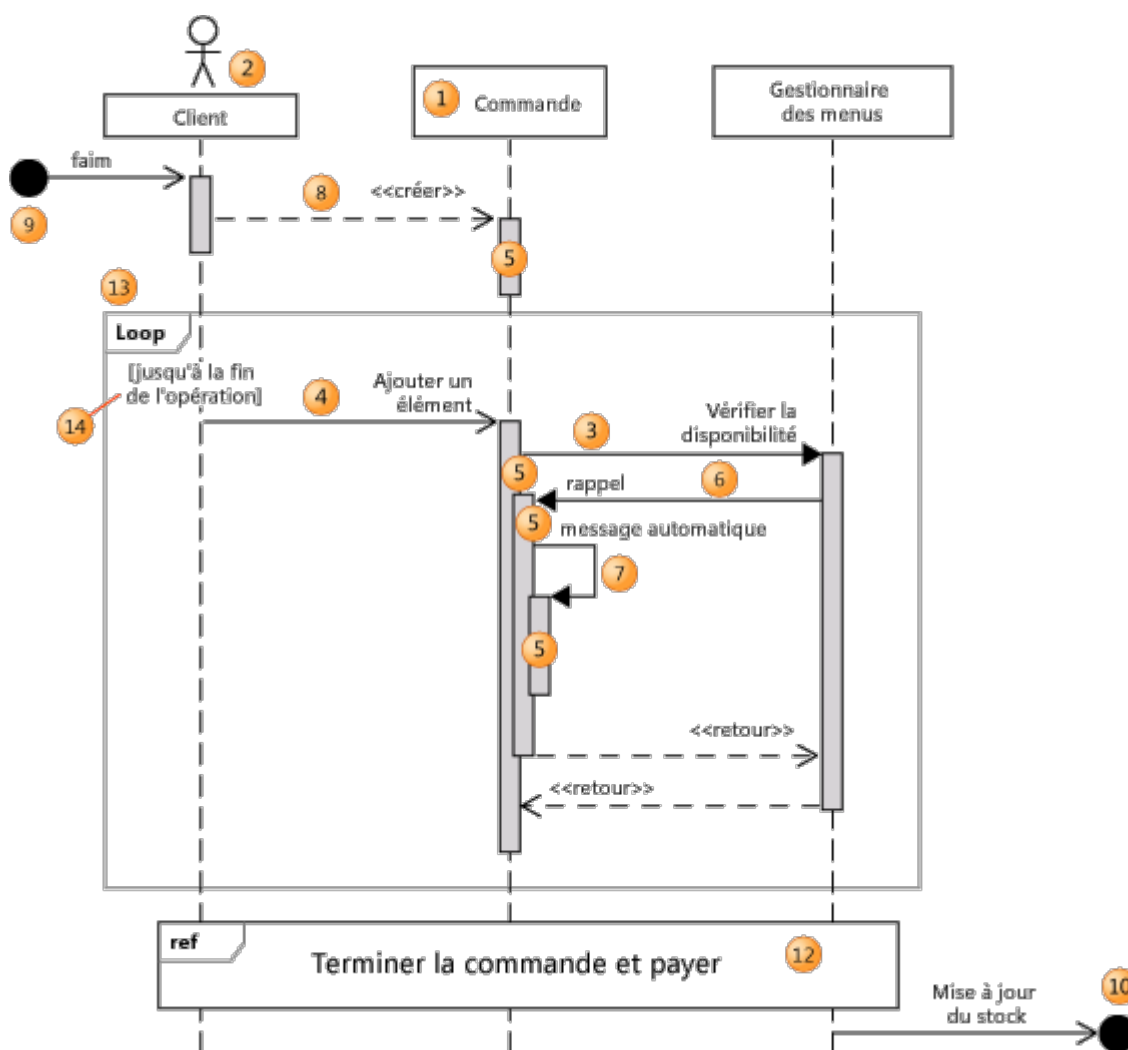 2
Client
1
Commande
Gestionnaire
des menus
faim
9
8
<<créer>>
5
13
Loop
[jusqu'à la fin
de l'opération]
14
4
Ajouter un
élément
3
Vérifier la
disponibilité
5
rappel
6
5
message automatique
7
5
<<retour>>
<<retour>>
ref
Terminer la commande et payer
12
Mise à jour
du stock
10